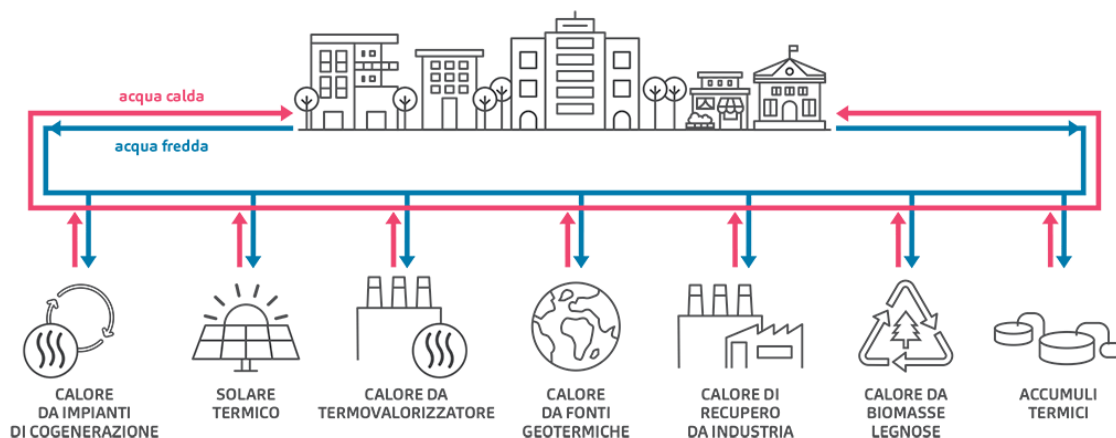 acqua calda
acqua fredda
CALORE
DA IMPIANTI
DI COGENERAZIONE
SOLARE
TERMICO
CALORE DA
TERMOVALORIZZATORE
CALORE
DA FONTI
GEOTERMICHE
CALORE DI
RECUPERO
DA INDUSTRIA
CALORE DA
BIOMASSE
LEGNOSE
ACCUMULI
TERMICI